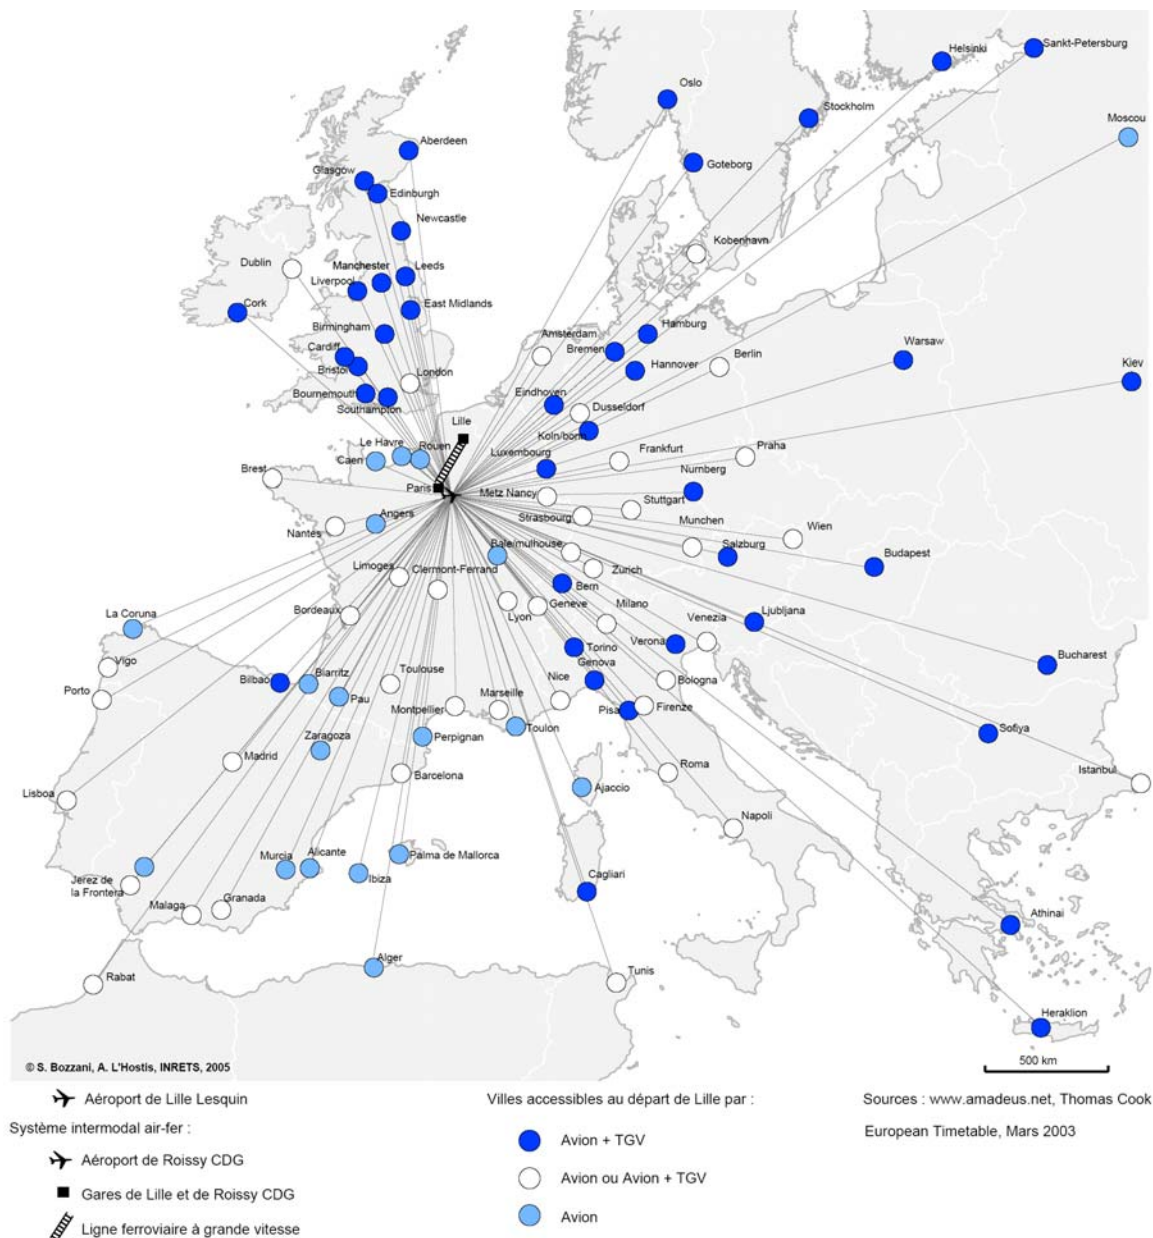 Helsinki
Sankt-Petersburg
Oslo
Stockholm
Moscou
Aberdeen
Goteborg
Glasgow
Edinburgh
Newcastle
Kobenhavn
Dublin
Manchester
Leeds
Liverpool
Cork
East Midlands
Birmingham
Hamburg
Amsterdam
Bremen
Warsaw
Cardiff
Berlin
Bristol
Hannover
Kiev
London
Bournemouth
Eindhoven
Southampton
Dusseldorf
Lille
Koln/bonn
Le Havre
Rouen
Caen
Luxembourg
Frankfurt
Praha
Brest
Nurnberg
Paris
Metz Nancy
Stuttgart
Angers
Strasbourg
Munchen
Nantes
Bale/mulhouse
Salzburg
Wien
Budapest
Limoges
Clermont-Ferrand
Zürich
Bern
La Coruna
Bordeaux
Lyon
Geneve
Milano
Venezia
Ljubljana
Verona
Torino
Vigo
Genova
Bucharest
Bilbao
Biarritz
Toulouse
Nice
Bologna
Porto
Pau
Montpellier
Marseille
Pisa
Firenze
Toulon
Sofiya
Zaragoza
Perpignan
Madrid
Barcelona
Roma
Istanbul
Lisboa
Ajaccio
Napoli
Murcia
Alicante
Palma de Mallorca
Ibiza
Cagliari
Jerez de
la Frontera
Malaga
Granada
Athinai
Alger
Rabat
Tunis
Heraklion
500 km
© S. Bozzani, A. L'Hostis, INRETS, 2005
Aéroport de Lille Lesquin
Système intermodal air-fer :
Aéroport de Roissy CDG
Gares de Lille et de Roissy CDG
Ligne ferroviaire à grande vitesse
Villes accessibles au départ de Lille par :
Avion + TGV
Avion ou Avion + TGV
Avion
Sources : www.amadeus.net, Thomas Cook
European Timetable, Mars 2003